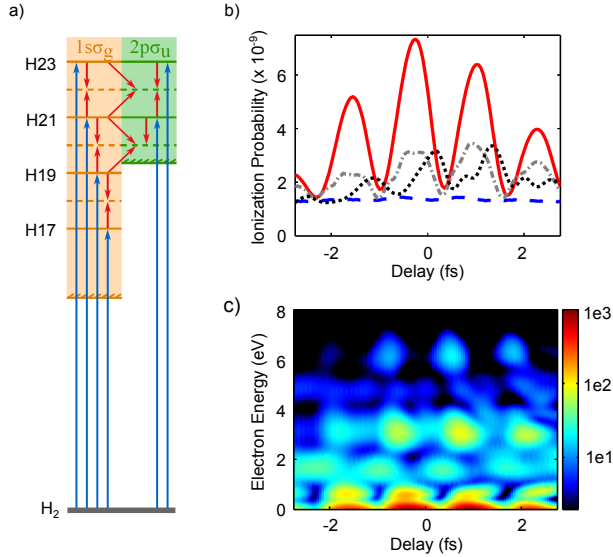 a)
1sσg
2pσu
H23
H21
H19
H17
H2
b)
Ionization Probability (x 10-9)
8
6
4
2
0
-2
0
2
Delay (fs)
c)
Electron Energy (eV)
8
6
4
2
0
-2
0
2
Delay (fs)
1e3
1e2
1e1